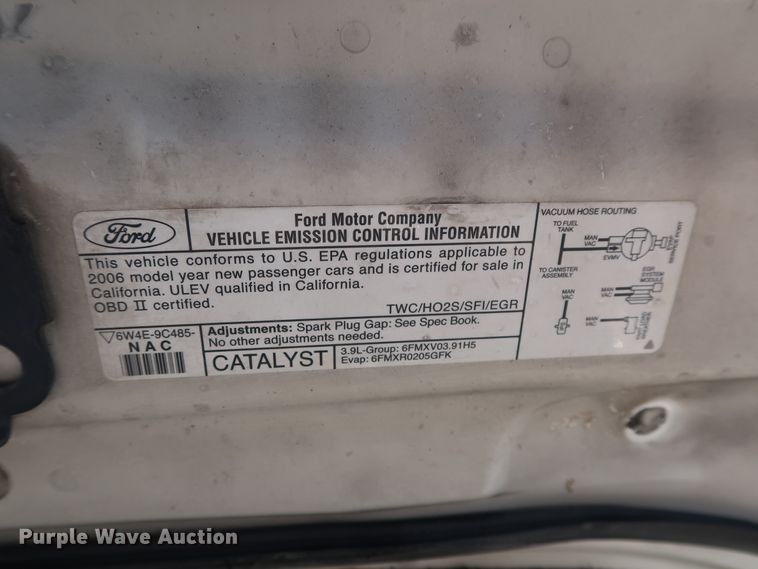 Ford
Ford Motor Company
VEHICLE EMISSION CONTROL INFORMATION
This vehicle conforms to U.S. EPA regulations applicable to
2006 model year new passenger cars and is certified for sale in
California. ULEV qualified in California.
OBD II certified.
TWC/HO2S/SFI/EGR
6W4E-9C485-
NAC
Adjustments: Spark Plug Gap: See Spec Book.
No other adjustments needed.
CATALYST
3.9L-Group: 6FMXV03.91H5
Evap: 6FMXR0205GFK
VACUUM HOSE ROUTING
TO FUEL
TANK
MAN
VAC
EVMV
TO CANISTER
ASSEMBLY
EGR
SYSTEM
MODULE
MAN
VAC
MAN
VAC
MAN
VAC
Purple Wave Auction